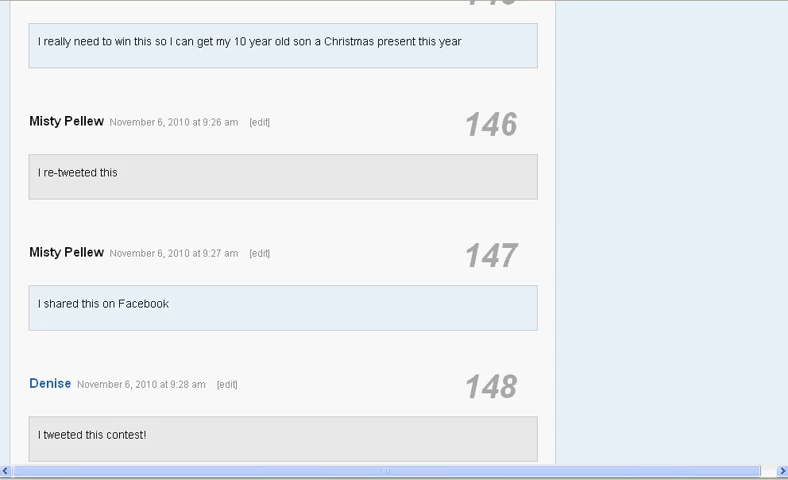 I really need to win this so I can get my 10 year old son a Christmas present this year
Misty Pellew November 6, 2010 at 9:26 am [edit] 146
I re-tweeted this
Misty Pellew November 6, 2010 at 9:27 am [edit] 147
I shared this on Facebook
Denise November 6, 2010 at 9:28 am [edit] 148
I tweeted this contest!